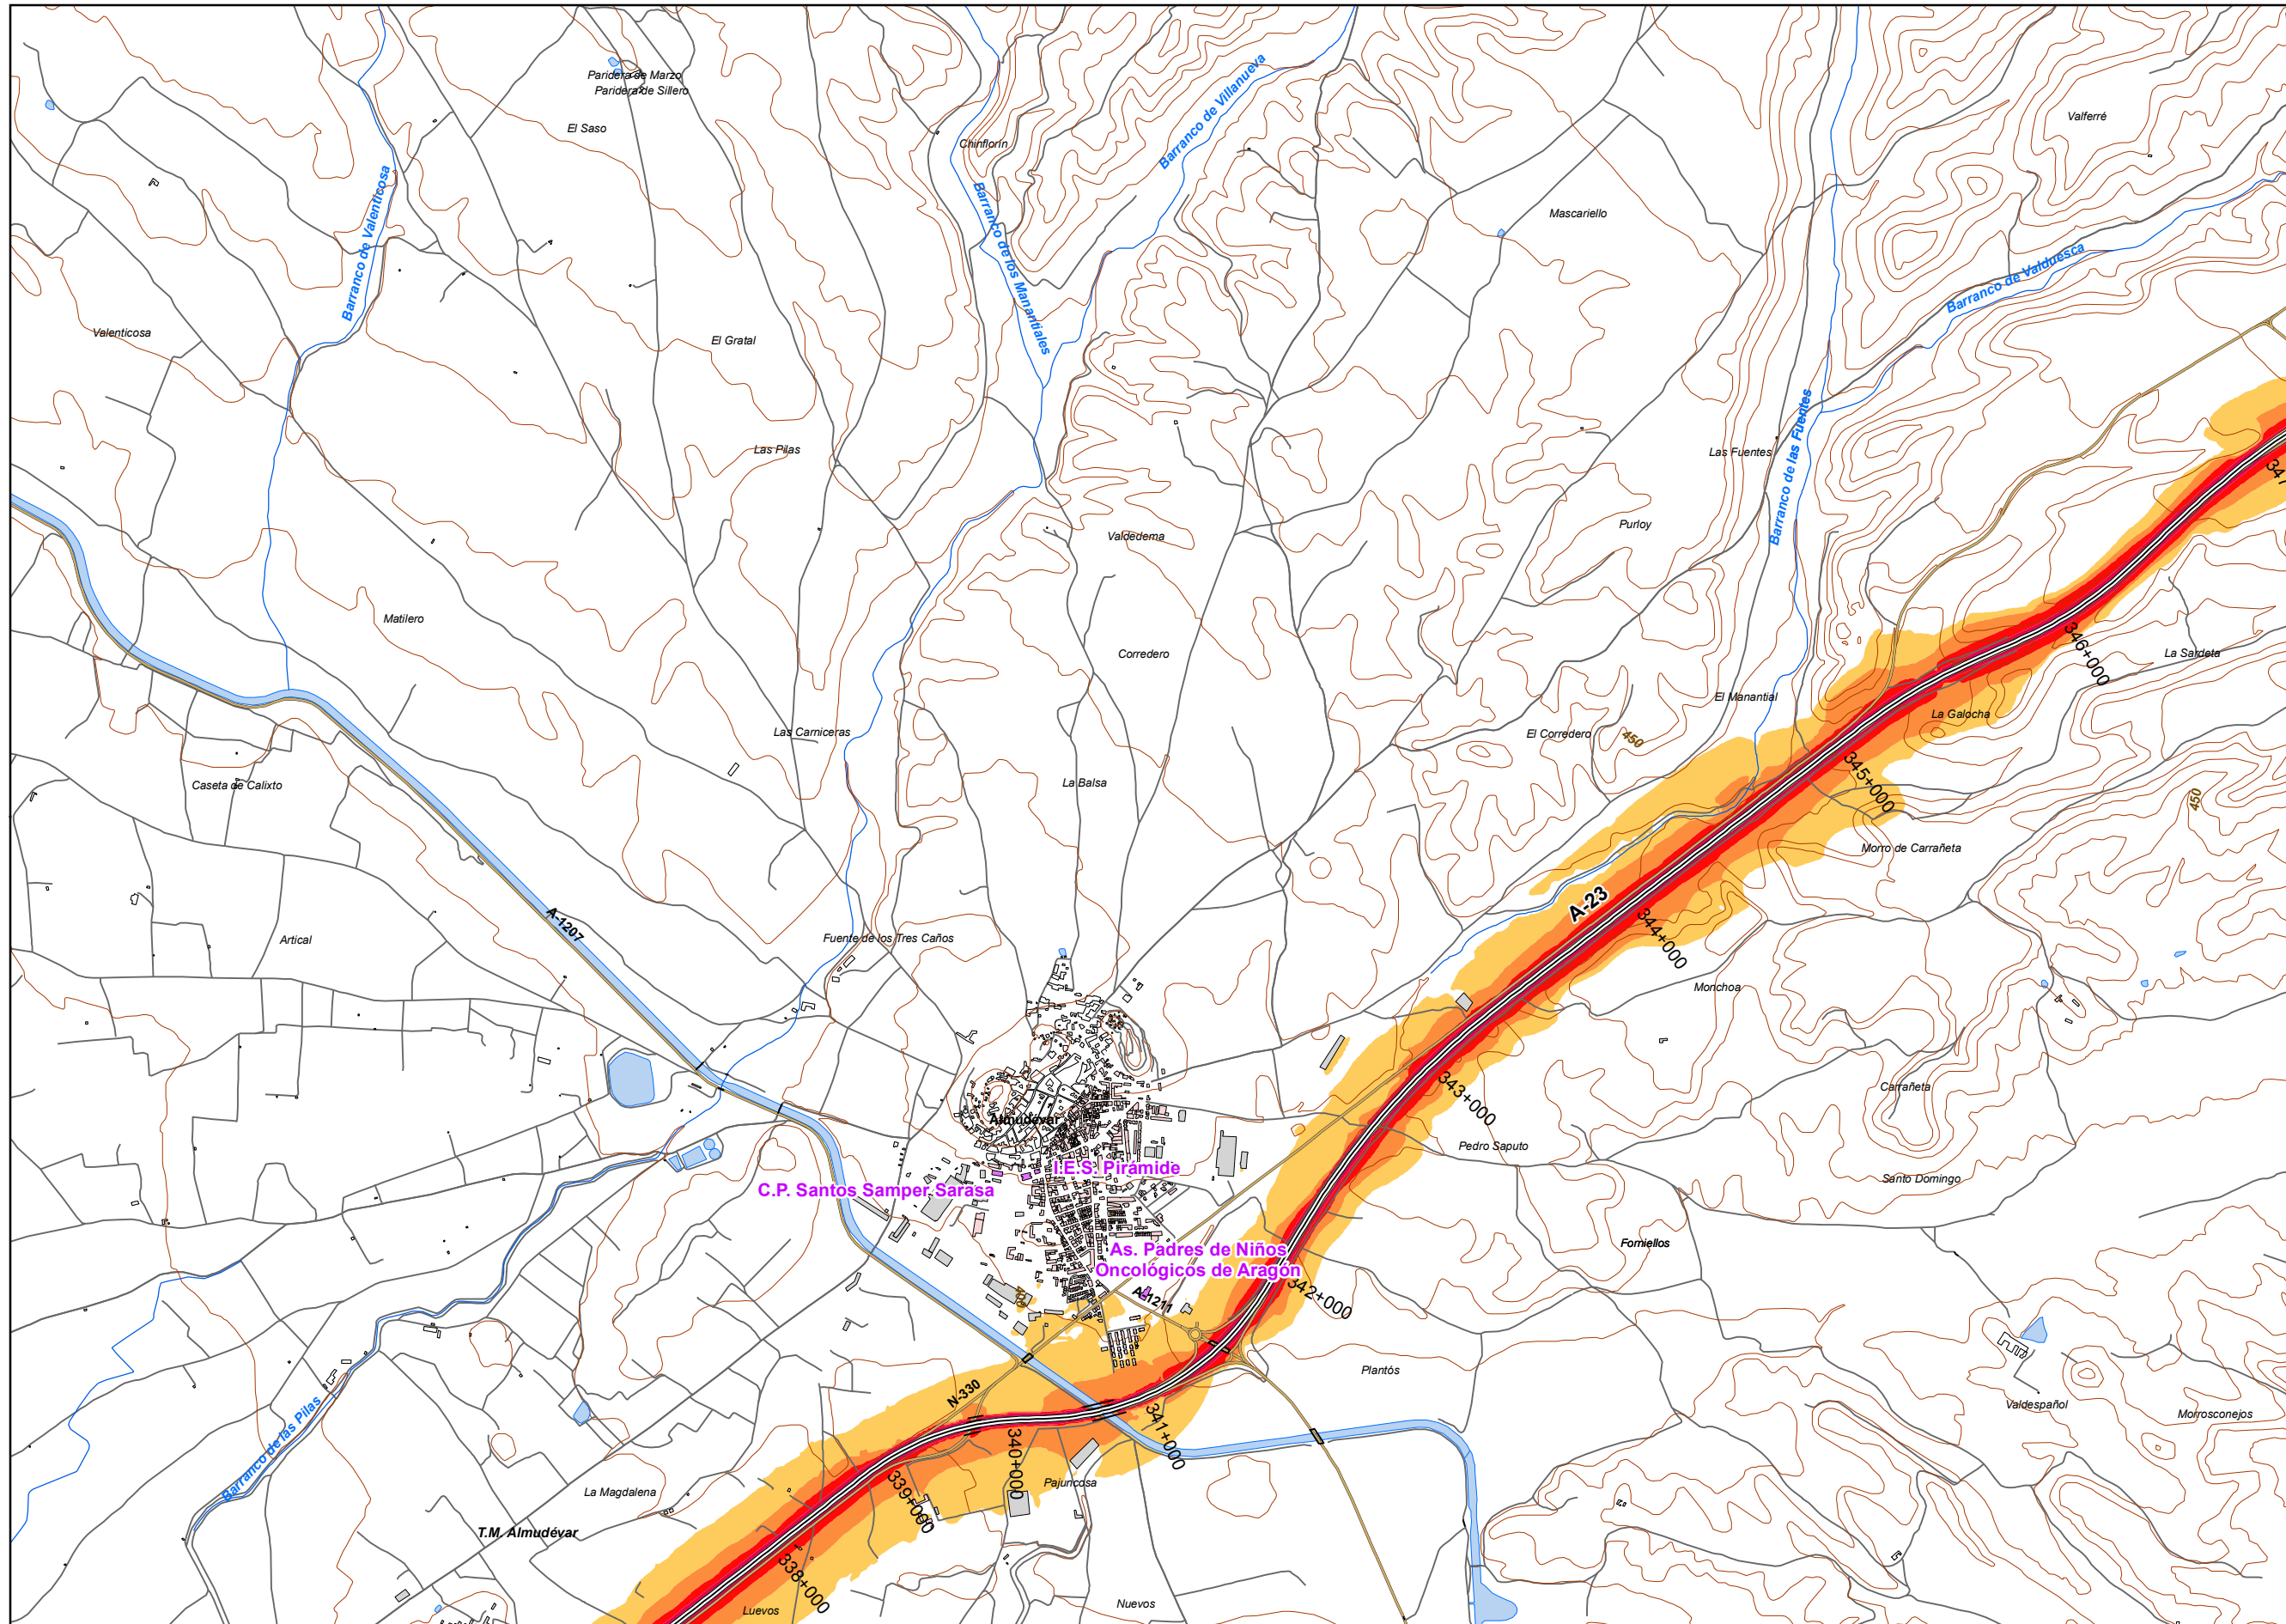 Paridera de Marzo
Paridera de Sillero
El Saso
Valferré
Chinflorín
Barranco de Villanueva
Barranco de Valenticosa
Barranco de los Manantiales
Mascariello
Barranco de Valduesca
Valenticosa
El Gratal
Las Pilas
Las Fuentes
Barranco de las Fuentes
347
Purloy
Valdedema
Matilero
Corredero
346+000
La Sardeta
El Manantial
La Galocha
Las Carniceras
El Corredero
450
Caseta de Calixto
La Balsa
345+000
450
Morro de Carrañeta
A-23
A-1207
Artical
Fuente de los Tres Caños
344+000
Monchoa
343+000
Carrañeta
Almudévar
Pedro Saputo
I.E.S. Pirámide
C.P. Santos Samper Sarasa
Santo Domingo
Forniellos
As. Padres de Niños
Oncológicos de Aragón
342+000
A-1211
400
Plantós
N-330
Valdespañol
Morrosconejos
341+000
340+000
Barranco de las Pilas
Pajuncosa
La Magdalena
339+000
T.M. Almudévar
338+000
Luevos
Nuevos